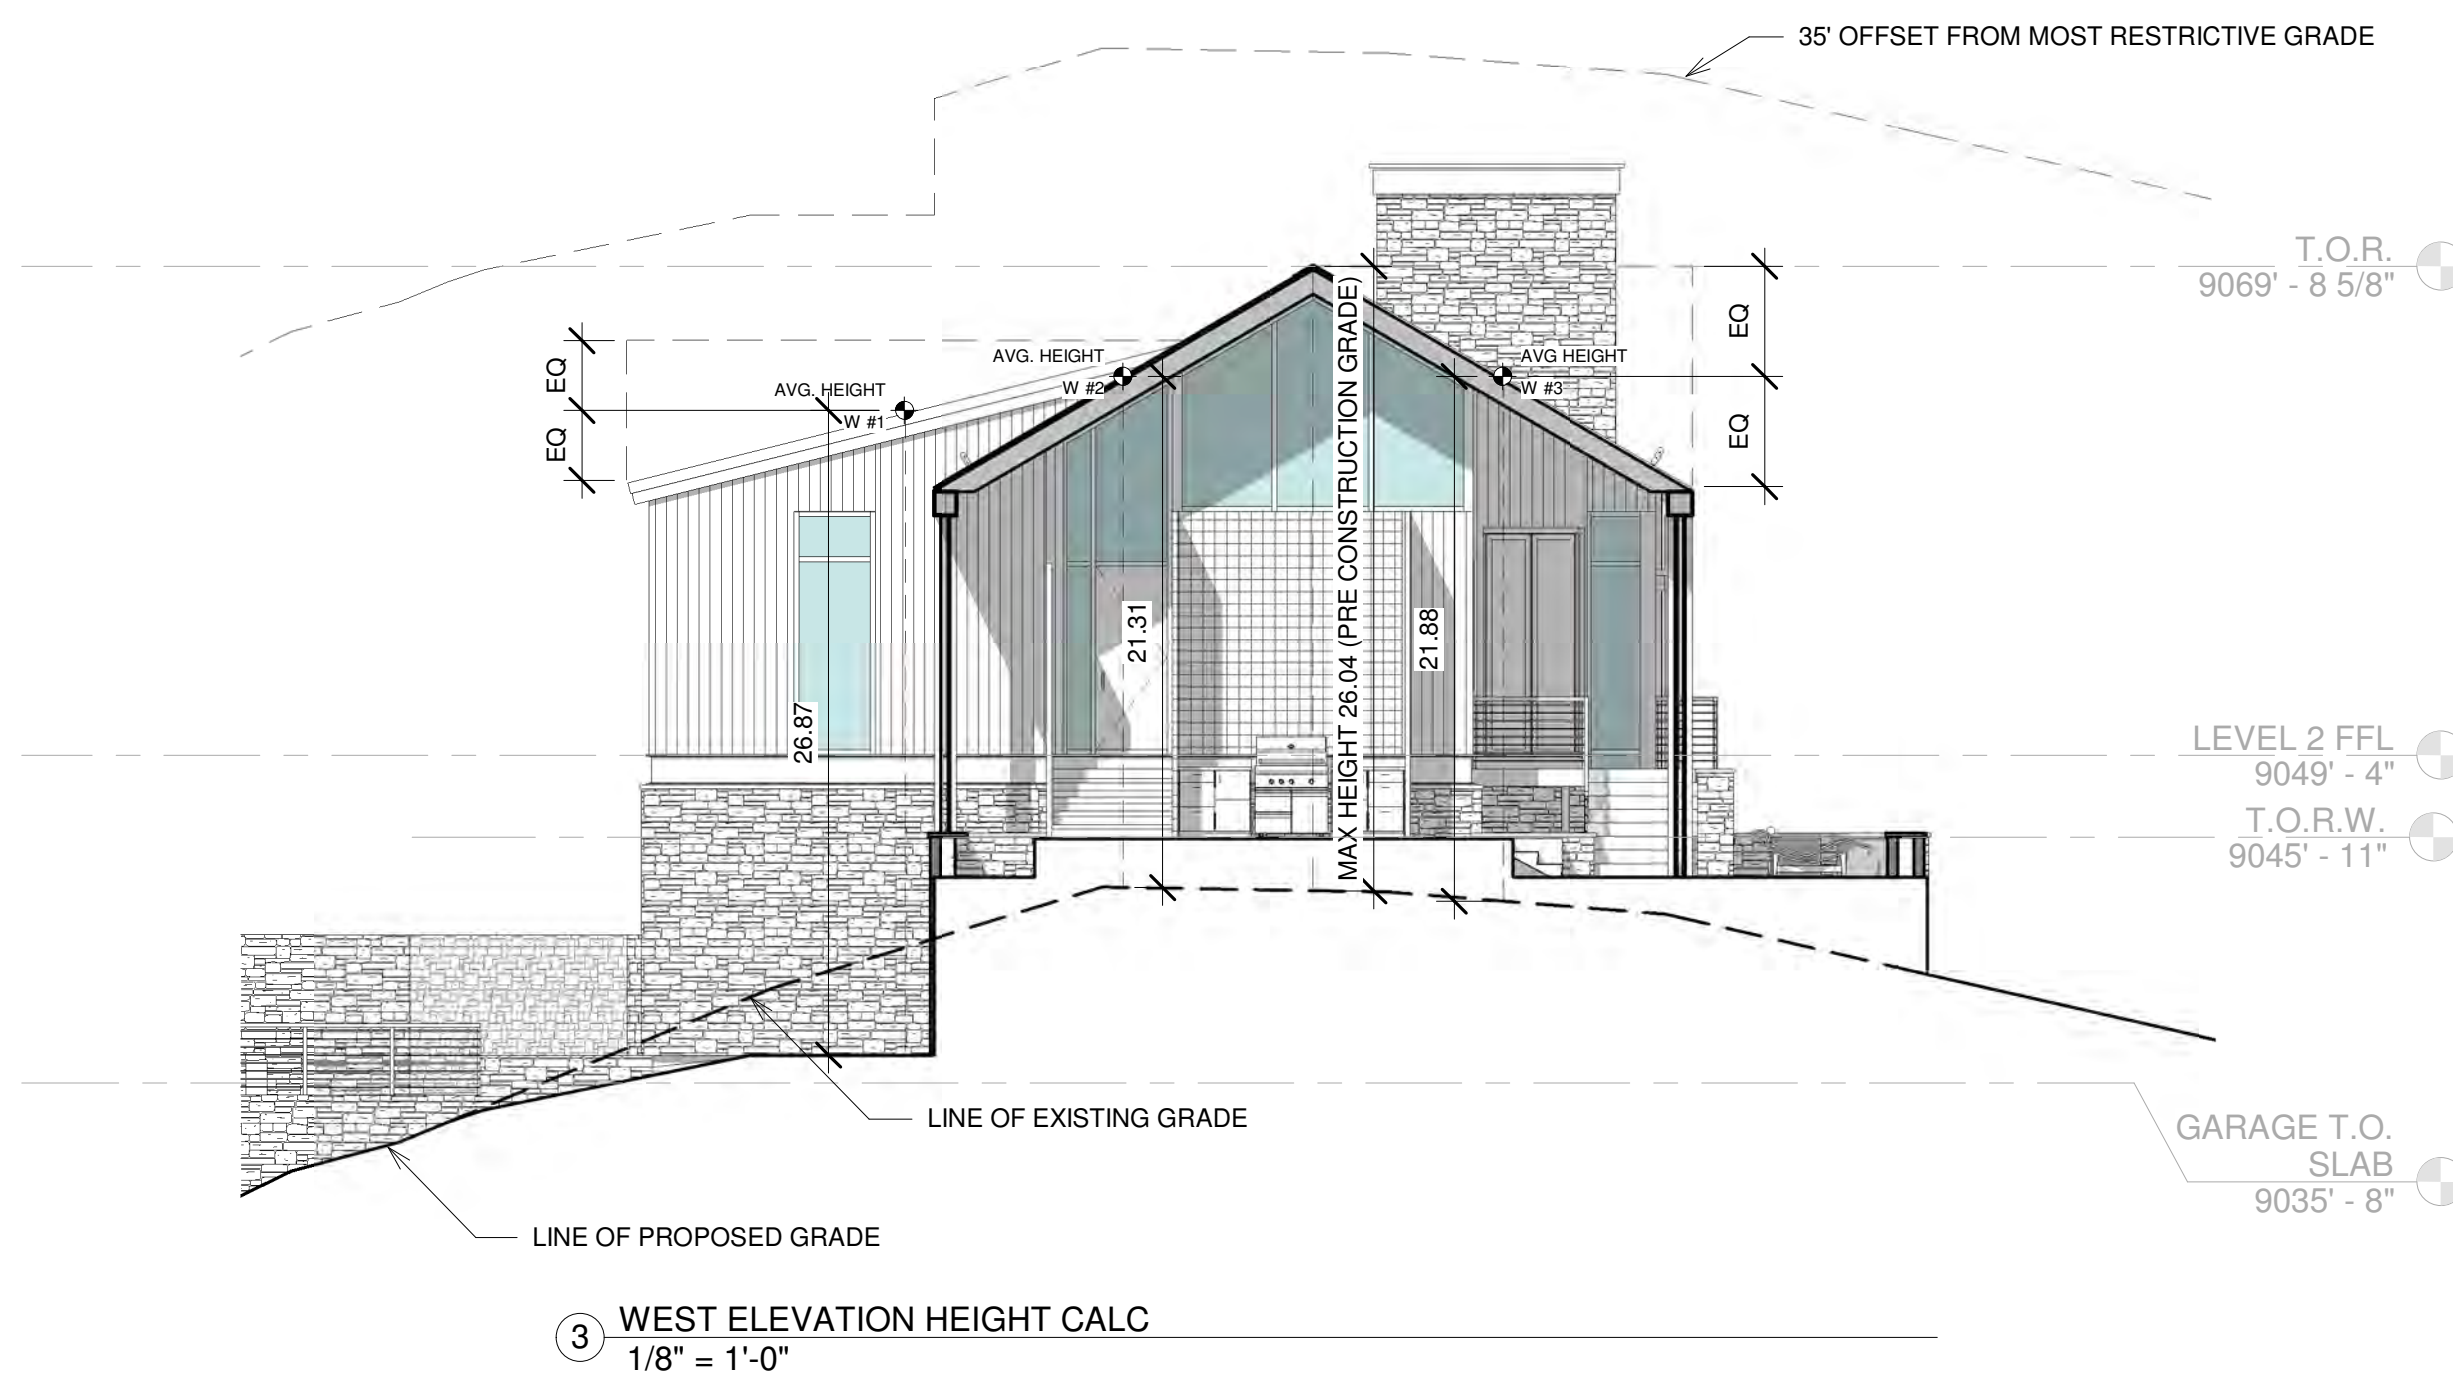 35' OFFSET FROM MOST RESTRICTIVE GRADE
T.O.R.
9069' - 8 5/8"
EQ
EQ
AVG. HEIGHT
W #1
AVG. HEIGHT
W #2
AVG HEIGHT
W #3
EQ
EQ
26.87
21.31
MAX HEIGHT 26.04 (PRE CONSTRUCTION GRADE)
21.88
LEVEL 2 FFL
9049' - 4"
T.O.R.W.
9045' - 11"
LINE OF EXISTING GRADE
GARAGE T.O.
SLAB
9035' - 8"
LINE OF PROPOSED GRADE
3
WEST ELEVATION HEIGHT CALC
1/8" = 1'-0"